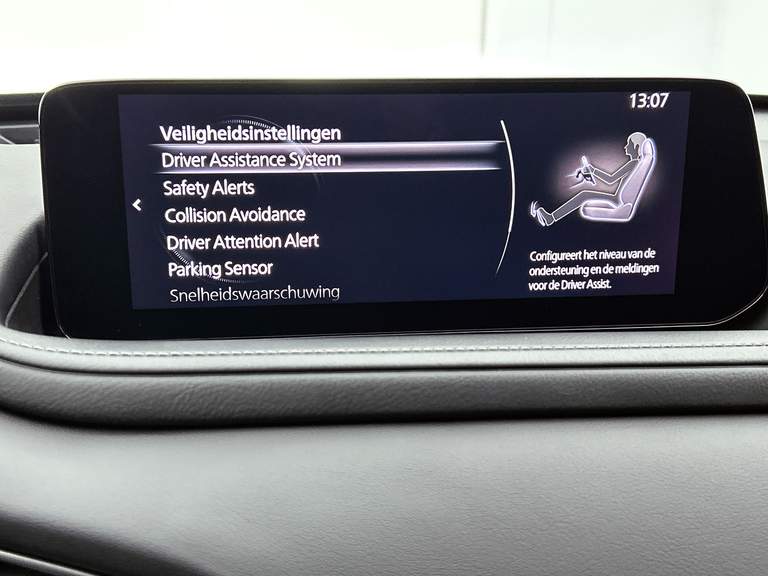 13:07
Veiligheidsinstellingen
Driver Assistance System
Safety Alerts
Collision Avoidance
Driver Attention Alert
Parking Sensor
Snelheidswaarschuwing
Configureert het niveau van de
ondersteuning en de meldingen
voor de Driver Assist.